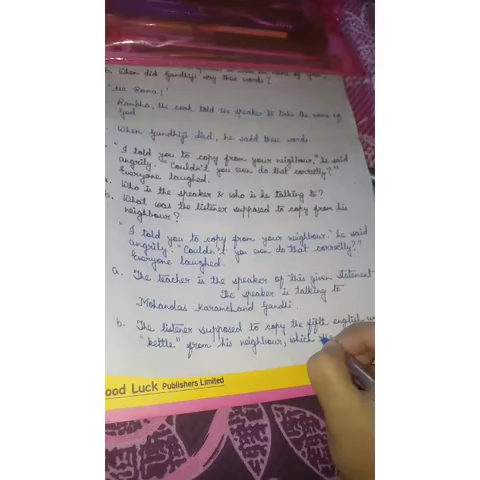 b. When did Gandhiji say these words?
Rama!'
Rambha, the cook told the speaker to take the name of
God
When Gandhiji died, he said these words.
"I told you to copy from your neighbour," he said
angrily. "Couldn't you even do that correctly?"
Everyone laughed.
Who is the speaker & who is he talking to?
b. What was the listener supposed to copy from his
neighbour?
"I told you to copy from your neighbour," he said
angrily. "Couldn't you even do that correctly?"
Everyone laughed.
a. The teacher is the speaker of this given statement
The speaker is talking to
Mohandas Karamchand Gandhi.
b. The listener supposed to copy the fifth english
"kettle" from his neighbour, which
ood Luck Publishers Limited